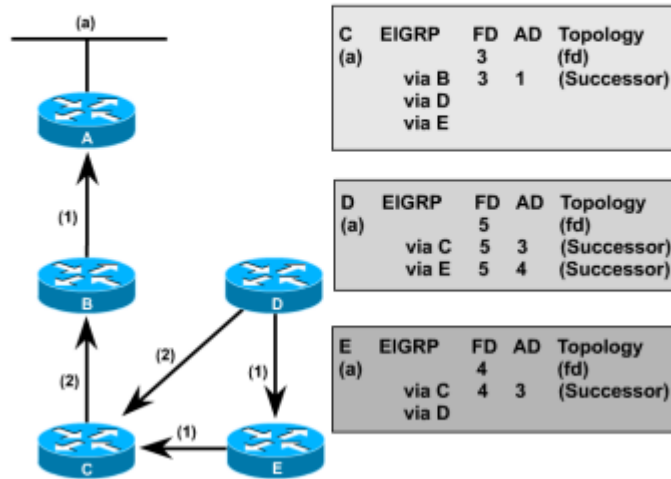 (a)
A
(1)
B
D
(2)
(2)
(1)
(1)
C
E
C EIGRP FD AD Topology
(a) 3 (fd)
via B 3 1 (Successor)
via D
via E
D EIGRP FD AD Topology
(a) 5 (fd)
via C 5 3 (Successor)
via E 5 4 (Successor)
E EIGRP FD AD Topology
(a) 4 (fd)
via C 4 3 (Successor)
via D